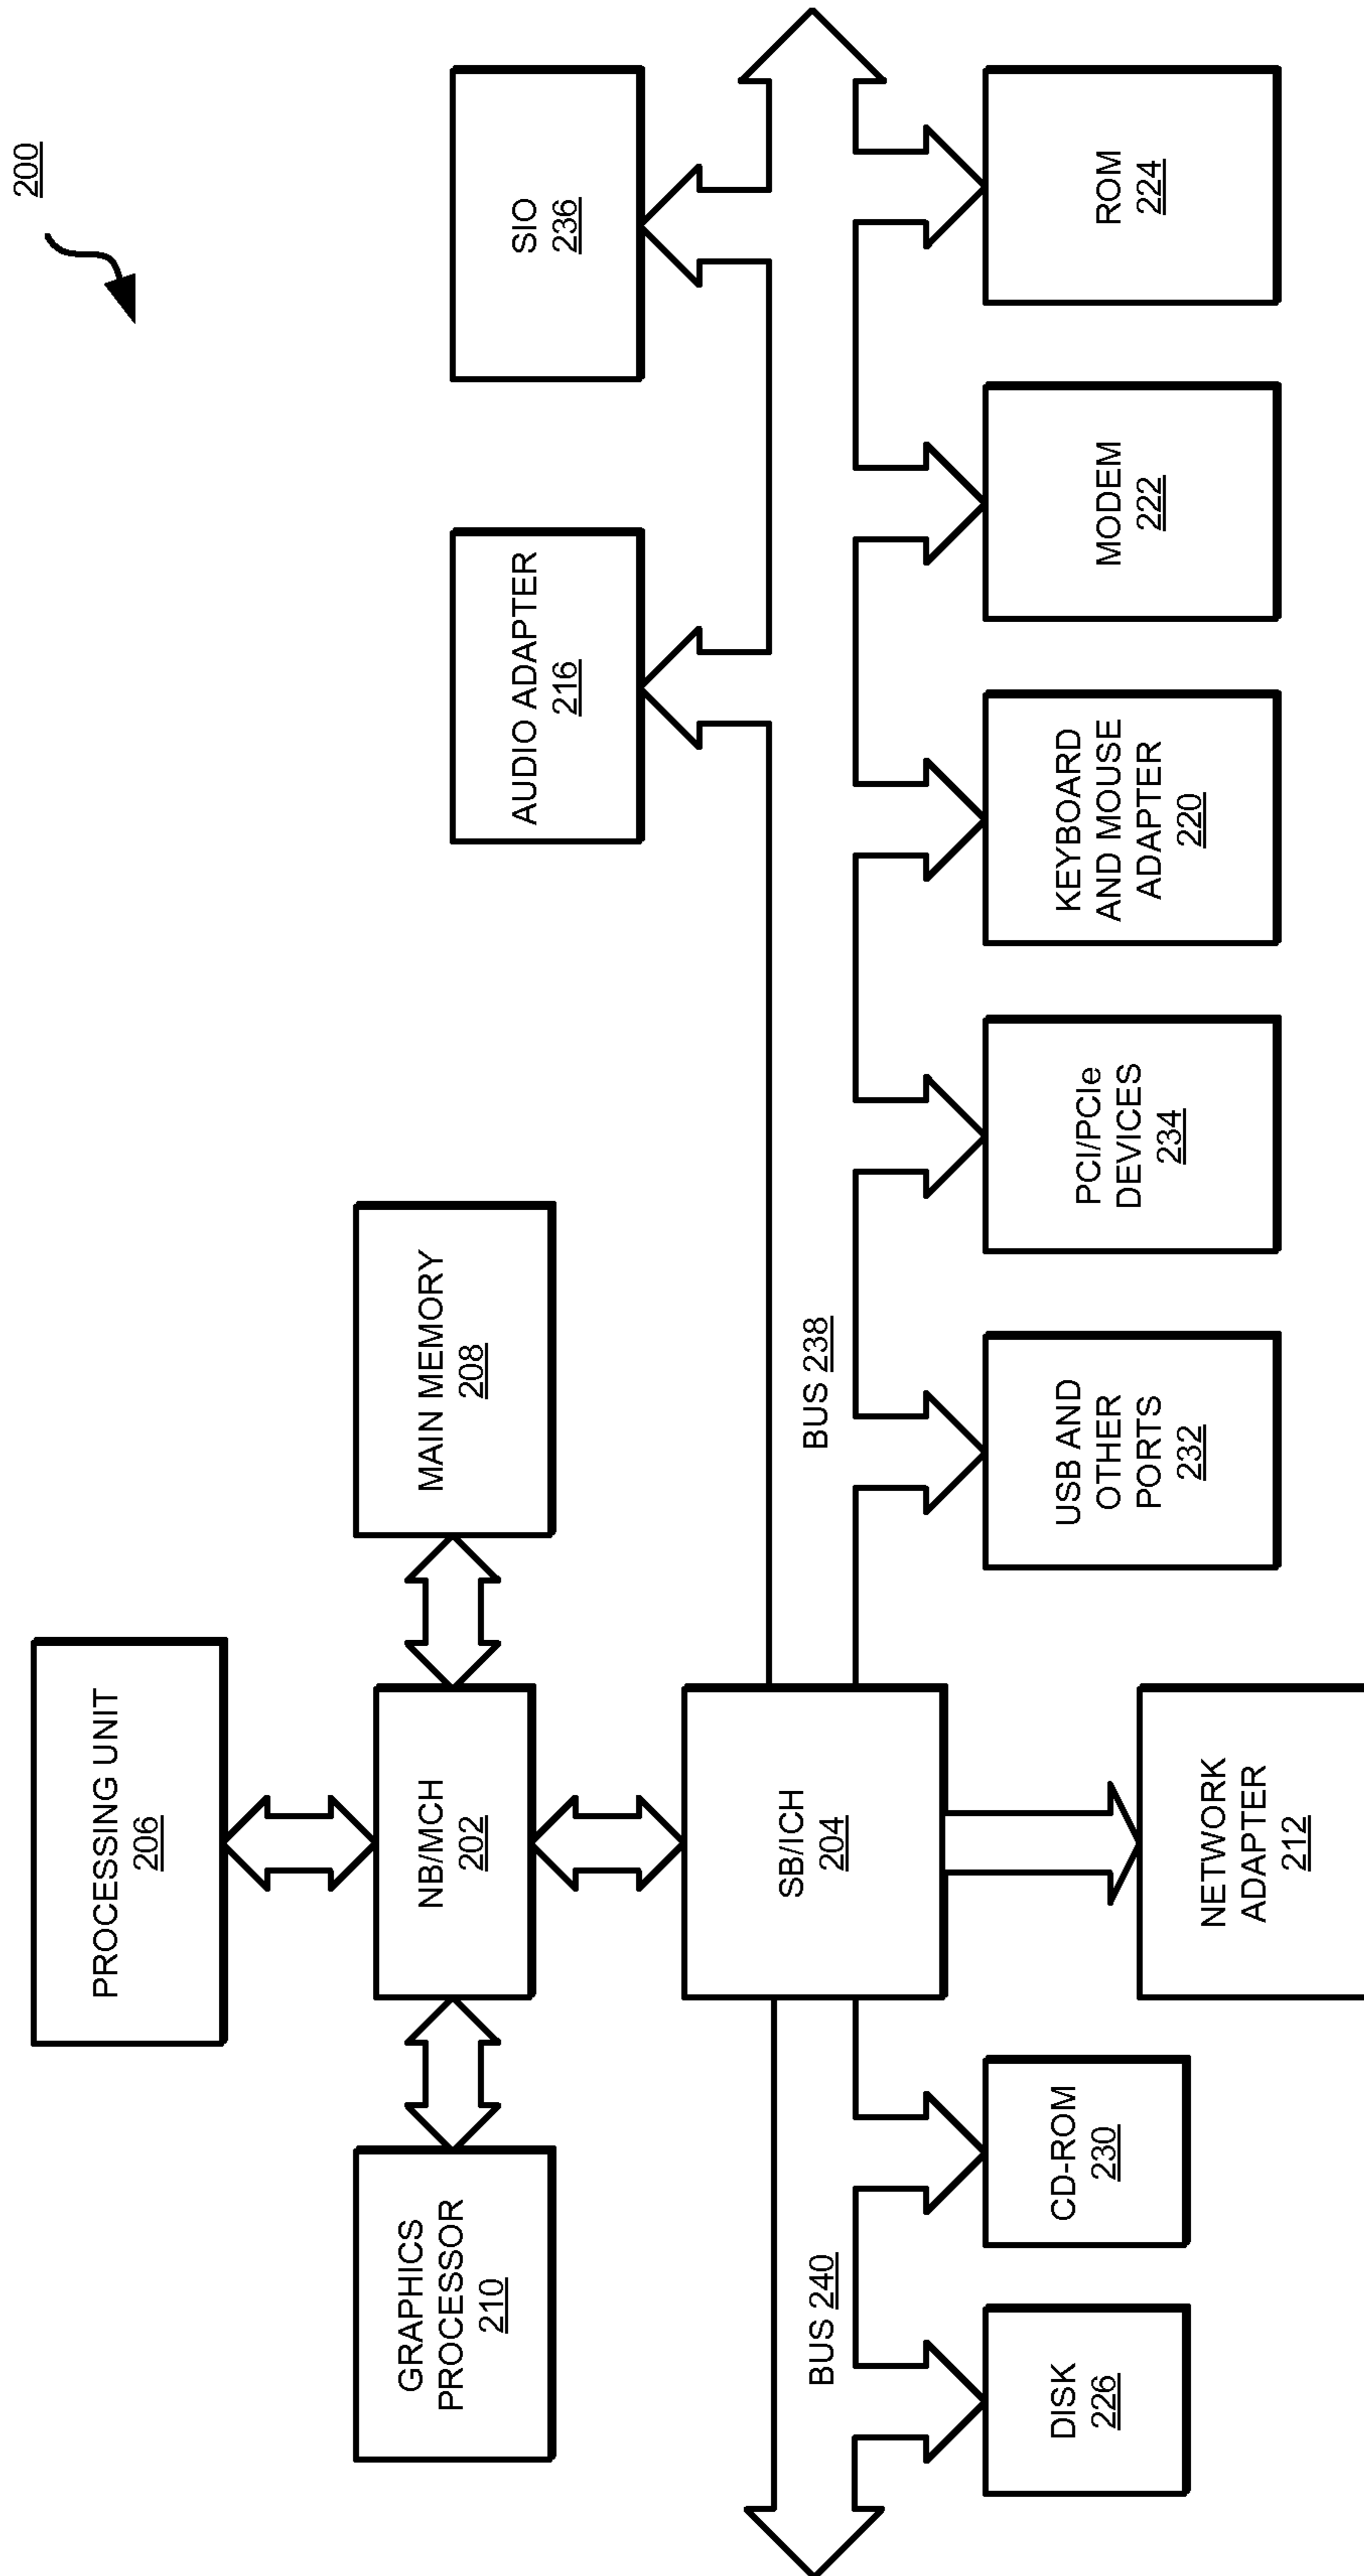 200
PROCESSING UNIT
206
GRAPHICS
PROCESSOR
210
NB/MCH
202
MAIN MEMORY
208
AUDIO ADAPTER
216
SIO
236
SB/ICH
204
BUS 240
BUS 238
DISK
226
CD-ROM
230
USB AND
OTHER
PORTS
232
PCI/PCIe
DEVICES
234
KEYBOARD
AND MOUSE
ADAPTER
220
MODEM
222
ROM
224
NETWORK
ADAPTER
212